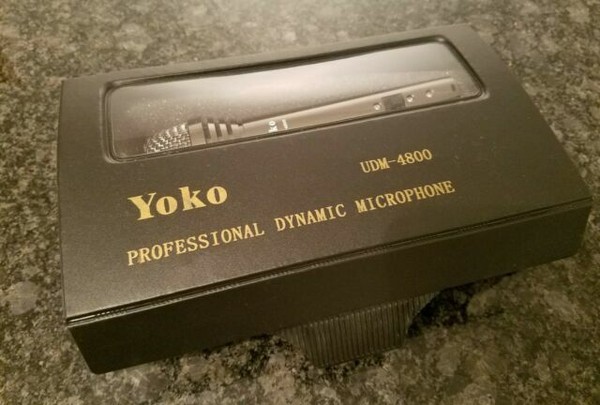 UDM-4800
Yoko
PROFESSIONAL DYNAMIC MICROPHONE